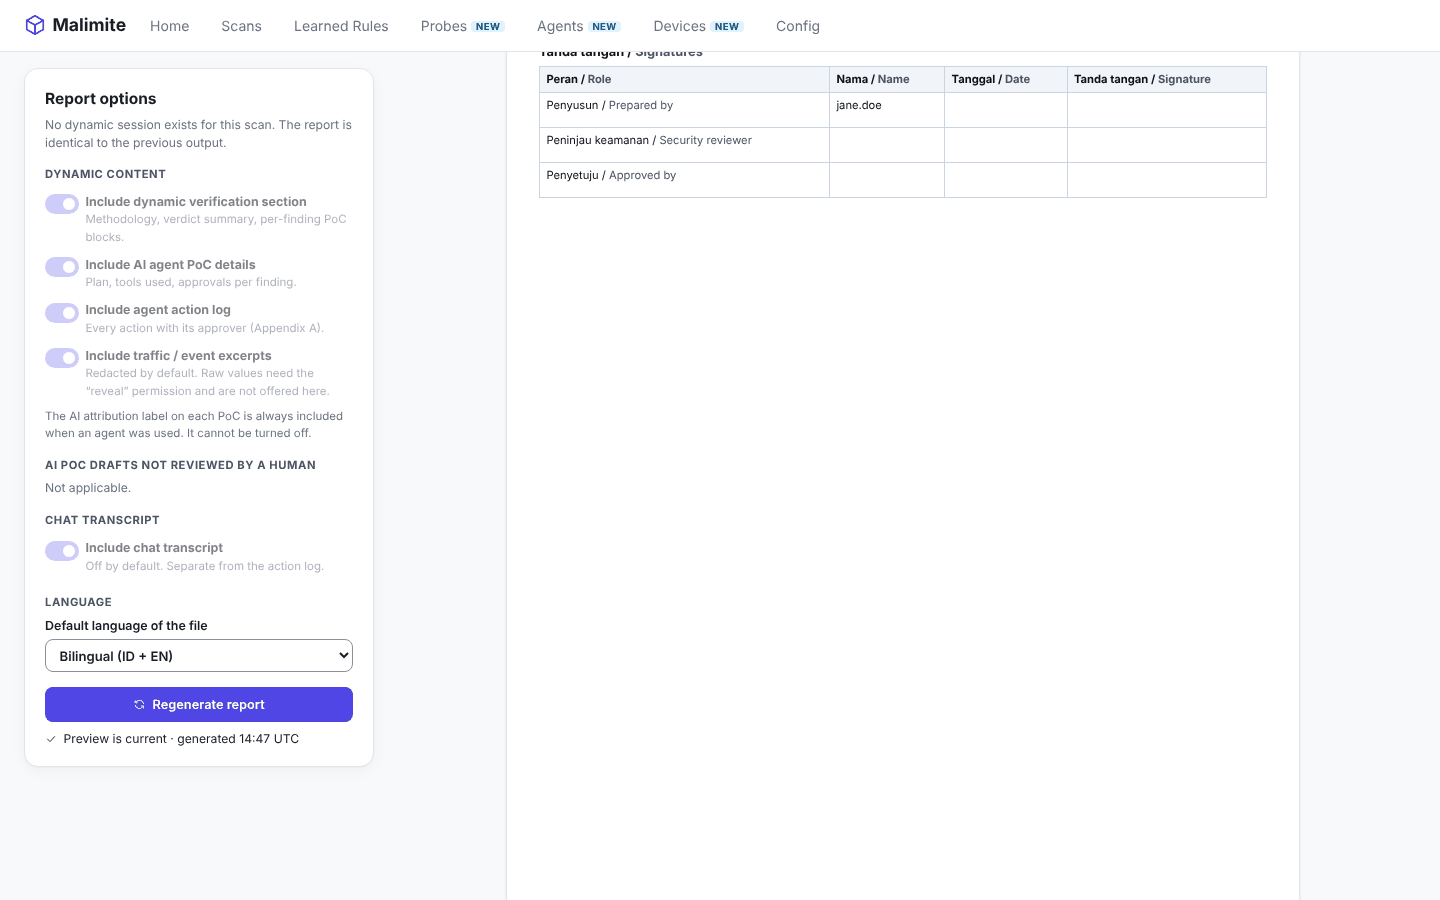 Malimite
Home
Scans
Learned Rules
Probes NEW
Agents NEW
Devices NEW
Config
Report options
No dynamic session exists for this scan. The report is
identical to the previous output.
DYNAMIC CONTENT
Include dynamic verification section
Methodology, verdict summary, per-finding PoC
blocks.
Include AI agent PoC details
Plan, tools used, approvals per finding.
Include agent action log
Every action with its approver (Appendix A).
Include traffic / event excerpts
Redacted by default. Raw values need the
“reveal” permission and are not offered here.
The AI attribution label on each PoC is always included
when an agent was used. It cannot be turned off.
AI POC DRAFTS NOT REVIEWED BY A HUMAN
Not applicable.
CHAT TRANSCRIPT
Include chat transcript
Off by default. Separate from the action log.
LANGUAGE
Default language of the file
Bilingual (ID + EN)
Regenerate report
Preview is current · generated 14:47 UTC
Tanda tangan / Signatures
Peran / Role
Nama / Name
Tanggal / Date
Tanda tangan / Signature
Penyusun / Prepared by
jane.doe
Peninjau keamanan / Security reviewer
Penyetuju / Approved by